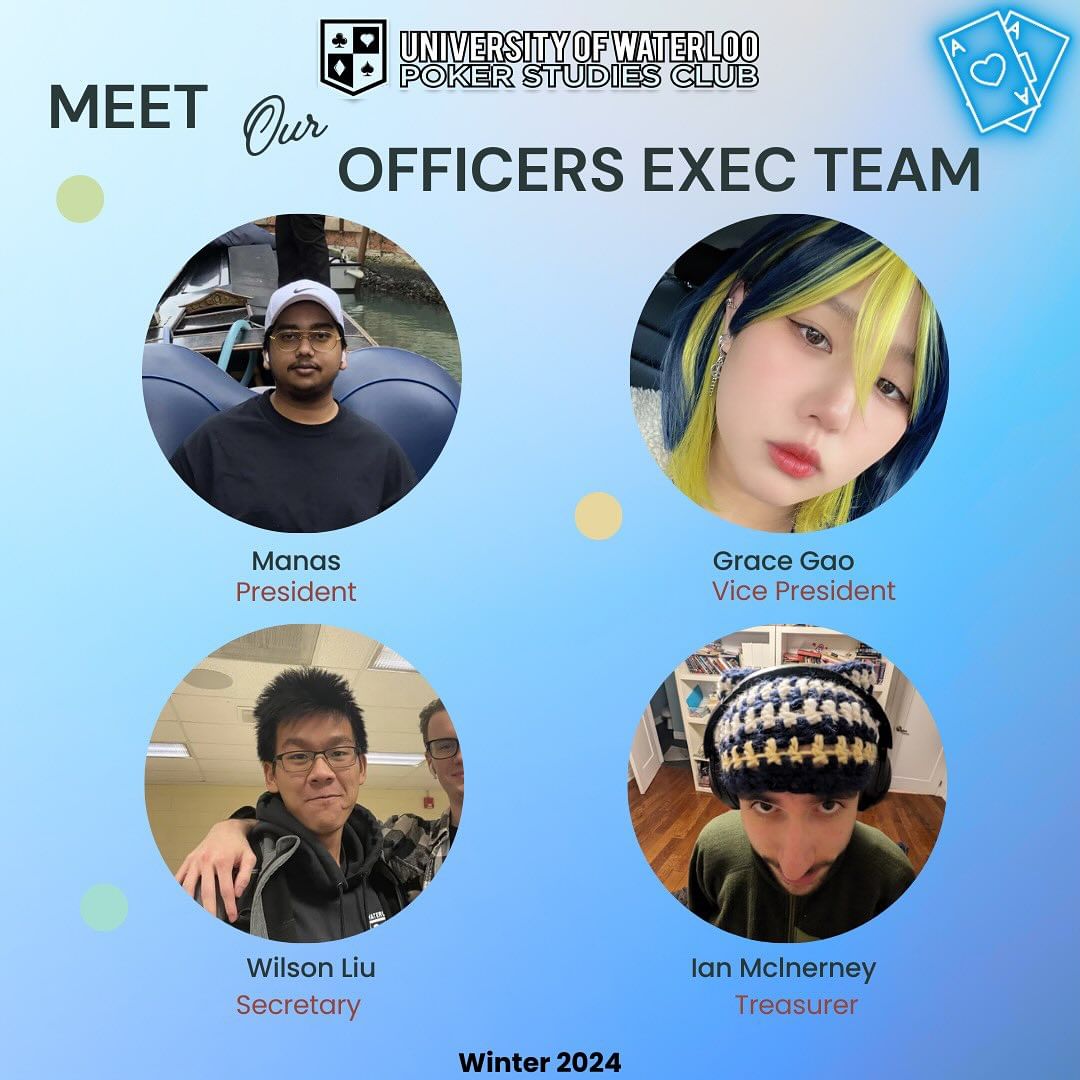 UNIVERSITY OF WATERLOO
POKER STUDIES CLUB
MEET
Our
OFFICERS EXEC TEAM
A
A
A
Manas
President
Grace Gao
Vice President
Wilson Liu
Secretary
Ian McInerney
Treasurer
Winter 2024